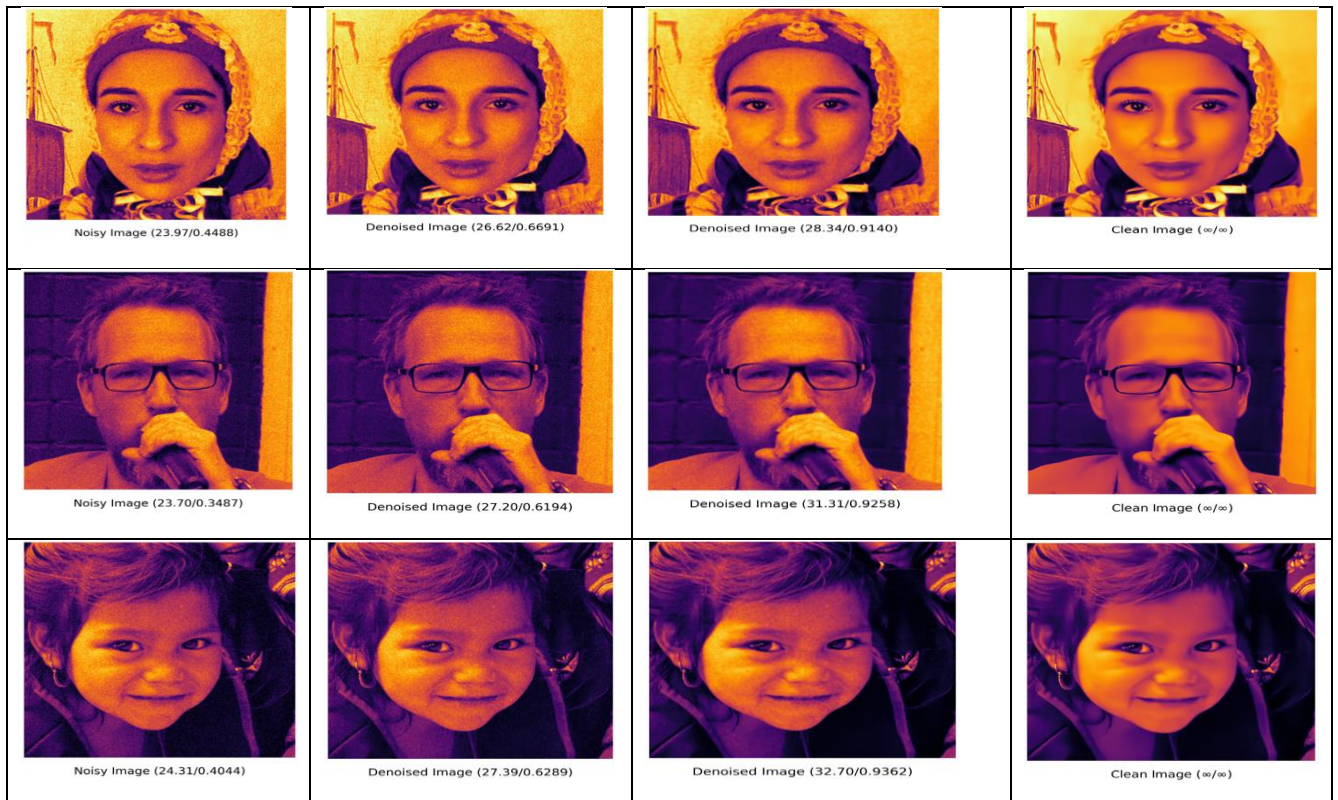 Noisy Image (23.97/0.4488)
Denoised Image (26.62/0.6691)
Denoised Image (28.34/0.9140)
Clean Image (∞/∞)
Noisy Image (23.70/0.3487)
Denoised Image (27.20/0.6194)
Denoised Image (31.31/0.9258)
Clean Image (∞/∞)
Noisy Image (24.31/0.4044)
Denoised Image (27.39/0.6289)
Denoised Image (32.70/0.9362)
Clean Image (∞/∞)